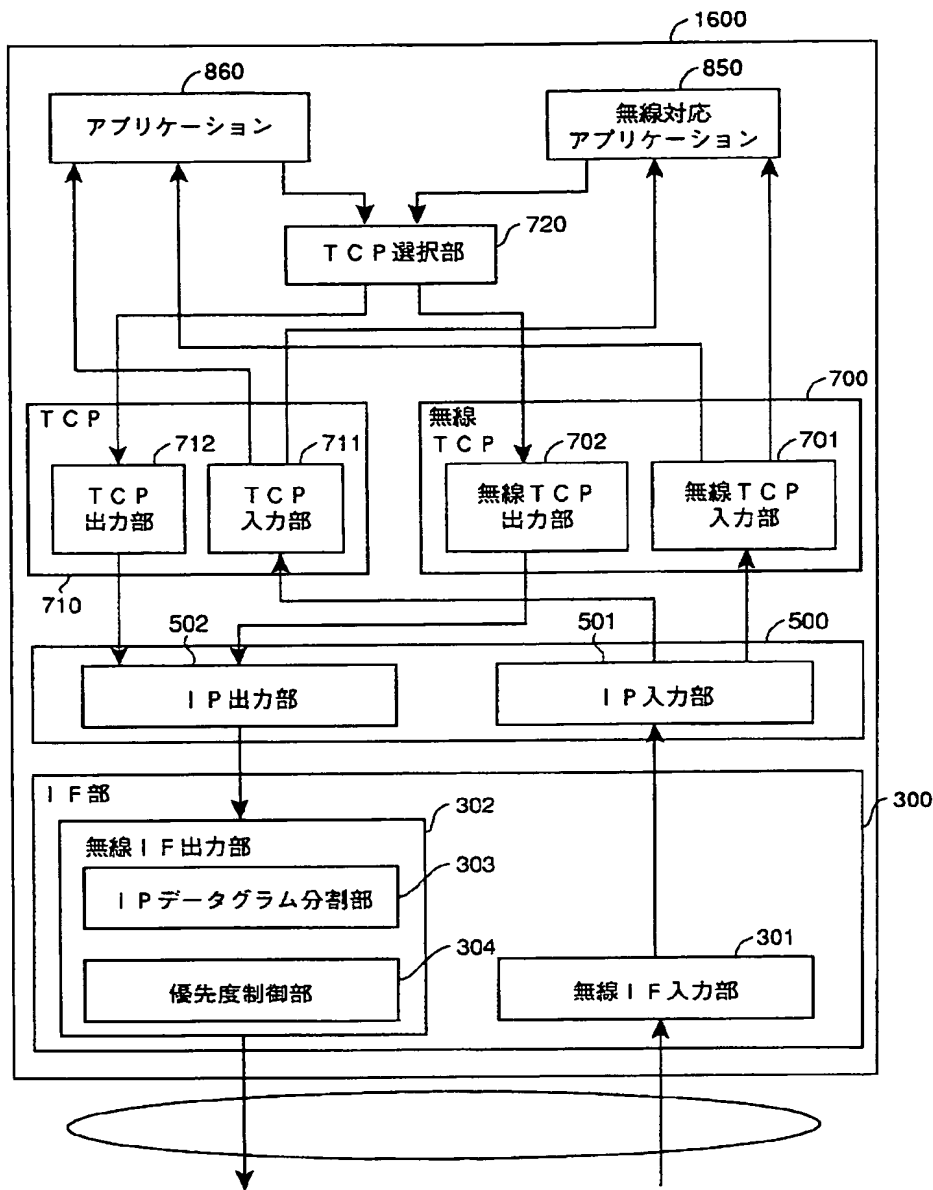 1600
860
850
アプリケーション
無線対応
アプリケーション
720
TCP選択部
700
TCP
無線
TCP
712
711
702
701
TCP
出力部
TCP
入力部
無線TCP
出力部
無線TCP
入力部
710
502
501
500
IP出力部
IP入力部
IF部
300
302
無線IF出力部
303
IPデータグラム分割部
304
優先度制御部
301
無線IF入力部